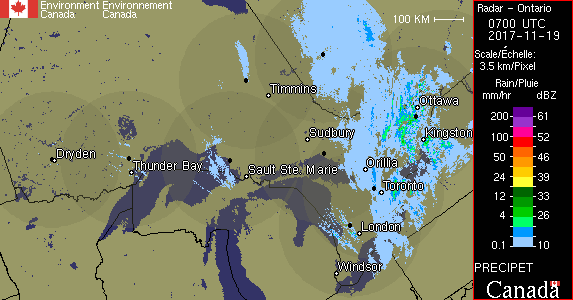 Environment Environnement
Canada Canada
100 KM
Timmins
Ottawa
Sudbury
Kingston
Dryden
Thunder Bay
Sault Ste. Marie
Orillia
Toronto
London
Windsor
Radar - Ontario
0700 UTC
2017-11-19
Scale/Échelle:
3.5 km/Pixel
Rain/Pluie
mm/hr dBZ
200 61
100 52
50 46
24 39
12 33
4 26
0.1 10
PRECIPET
Canada